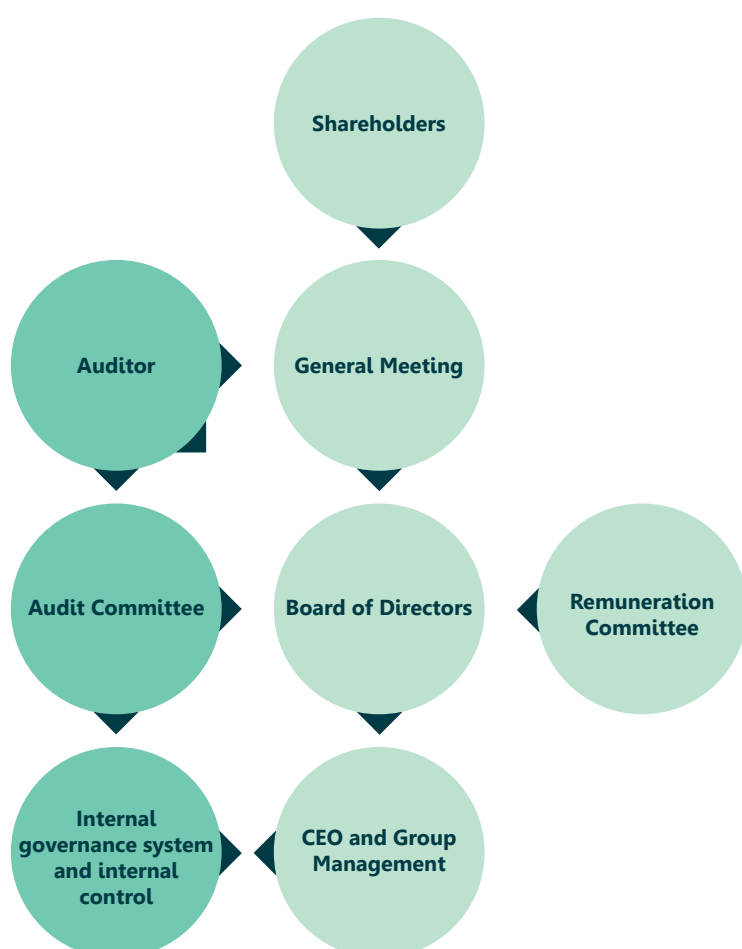 Shareholders
Auditor
General Meeting
Audit Committee
Board of Directors
Remuneration
Committee
Internal
governance system
and internal
control
CEO and Group
Management